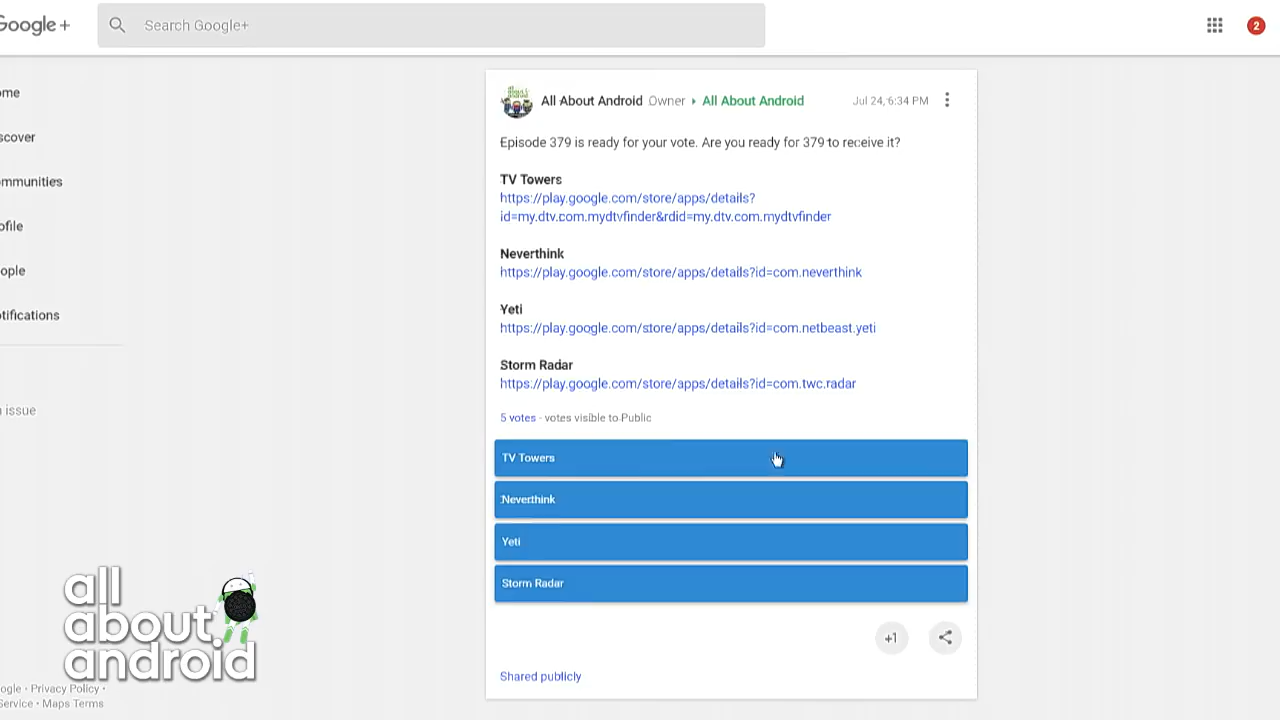 Google+
Search Google+
2
ome
scover
mmunities
ofile
ople
otifications
n issue
ogle • Privacy Policy •
Service • Maps Terms
All About Android Owner ▸ All About Android
Jul 24, 6:34 PM
Episode 379 is ready for your vote. Are you ready for 379 to receive it?
TV Towers
https://play.google.com/store/apps/details?
id=my.dtv.com.mydtvfinder&rdid=my.dtv.com.mydtvfinder
Neverthink
https://play.google.com/store/apps/details?id=com.neverthink
Yeti
https://play.google.com/store/apps/details?id=com.netbeast.yeti
Storm Radar
https://play.google.com/store/apps/details?id=com.twc.radar
5 votes - votes visible to Public
TV Towers
Neverthink
Yeti
Storm Radar
+1
Shared publicly
all
about
android